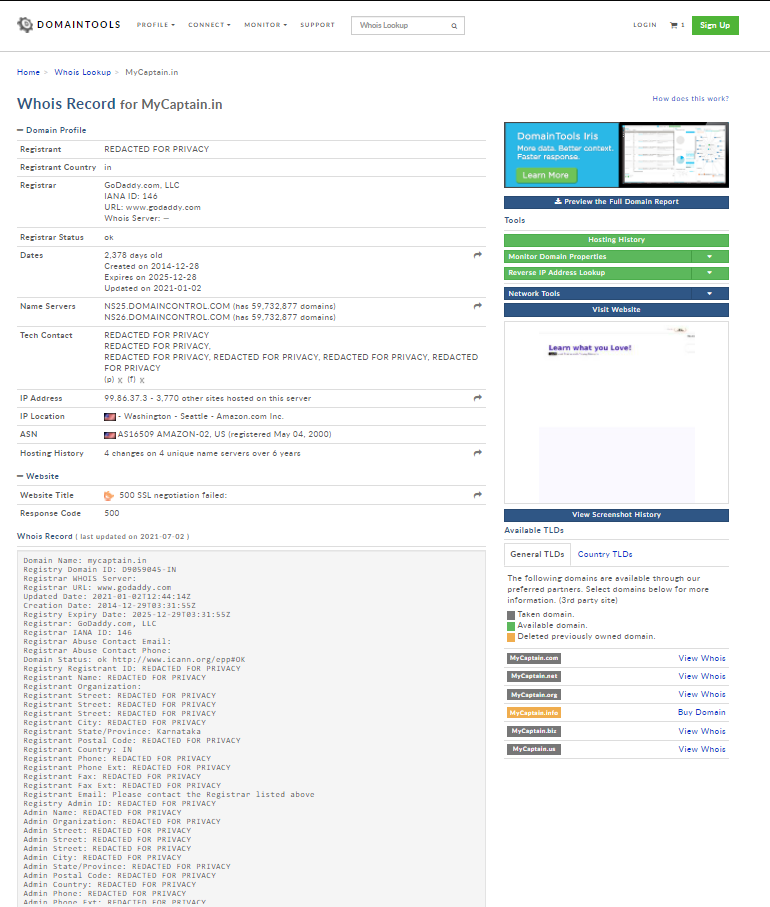 DOMAINTOOLS
PROFILE CONNECT MONITOR SUPPORT Whois Lookup LOGIN 1 Sign Up
Home > Whois Lookup > MyCaptain.in
Whois Record for MyCaptain.in
How does this work?
Domain Profile
Registrant REDACTED FOR PRIVACY
Registrant Country in
Registrar GoDaddy.com, LLC
IANA ID: 146
URL: www.godaddy.com
Whois Server: —
Registrar Status ok
Dates 2,378 days old
Created on 2014-12-28
Expires on 2025-12-28
Updated on 2021-01-02
Name Servers NS25.DOMAINCONTROL.COM (has 59,732,877 domains)
NS26.DOMAINCONTROL.COM (has 59,732,877 domains)
Tech Contact REDACTED FOR PRIVACY
REDACTED FOR PRIVACY,
REDACTED FOR PRIVACY, REDACTED FOR PRIVACY, REDACTED FOR PRIVACY, REDACTED
FOR PRIVACY
(p) x (f) x
IP Address 99.86.37.3 - 3,770 other sites hosted on this server
IP Location - Washington - Seattle - Amazon.com Inc.
ASN AS16509 AMAZON-02, US (registered May 04, 2000)
Hosting History 4 changes on 4 unique name servers over 6 years
Website
Website Title 500 SSL negotiation failed:
Response Code 500
Whois Record ( last updated on 2021-07-02 )
Domain Name: mycaptain.in
Registry Domain ID: D9059045-IN
Registrar WHOIS Server:
Registrar URL: www.godaddy.com
Updated Date: 2021-01-02T12:44:14Z
Creation Date: 2014-12-29T03:31:55Z
Registry Expiry Date: 2025-12-29T03:31:55Z
Registrar: GoDaddy.com, LLC
Registrar IANA ID: 146
Registrar Abuse Contact Email:
Registrar Abuse Contact Phone:
Domain Status: ok http://www.icann.org/epp#OK
Registry Registrant ID: REDACTED FOR PRIVACY
Registrant Name: REDACTED FOR PRIVACY
Registrant Organization:
Registrant Street: REDACTED FOR PRIVACY
Registrant Street: REDACTED FOR PRIVACY
Registrant Street: REDACTED FOR PRIVACY
Registrant City: REDACTED FOR PRIVACY
Registrant State/Province: Karnataka
Registrant Postal Code: REDACTED FOR PRIVACY
Registrant Country: IN
Registrant Phone: REDACTED FOR PRIVACY
Registrant Phone Ext: REDACTED FOR PRIVACY
Registrant Fax: REDACTED FOR PRIVACY
Registrant Fax Ext: REDACTED FOR PRIVACY
Registrant Email: Please contact the Registrar listed above
Registry Admin ID: REDACTED FOR PRIVACY
Admin Name: REDACTED FOR PRIVACY
Admin Organization: REDACTED FOR PRIVACY
Admin Street: REDACTED FOR PRIVACY
Admin Street: REDACTED FOR PRIVACY
Admin Street: REDACTED FOR PRIVACY
Admin City: REDACTED FOR PRIVACY
Admin State/Province: REDACTED FOR PRIVACY
Admin Postal Code: REDACTED FOR PRIVACY
Admin Country: REDACTED FOR PRIVACY
Admin Phone: REDACTED FOR PRIVACY
Admin Phone Ext: REDACTED FOR PRIVACY
DomainTools Iris
More data. Better context.
Faster response.
Learn More
Preview the Full Domain Report
Tools
Hosting History
Monitor Domain Properties
Reverse IP Address Lookup
Network Tools
Visit Website
Learn what you Love!
View Screenshot History
Available TLDs
General TLDs Country TLDs
The following domains are available through our
preferred partners. Select domains below for more
information. (3rd party site)
Taken domain.
Available domain.
Deleted previously owned domain.
MyCaptain.com View Whois
MyCaptain.net View Whois
MyCaptain.org View Whois
MyCaptain.info Buy Domain
MyCaptain.biz View Whois
MyCaptain.us View Whois